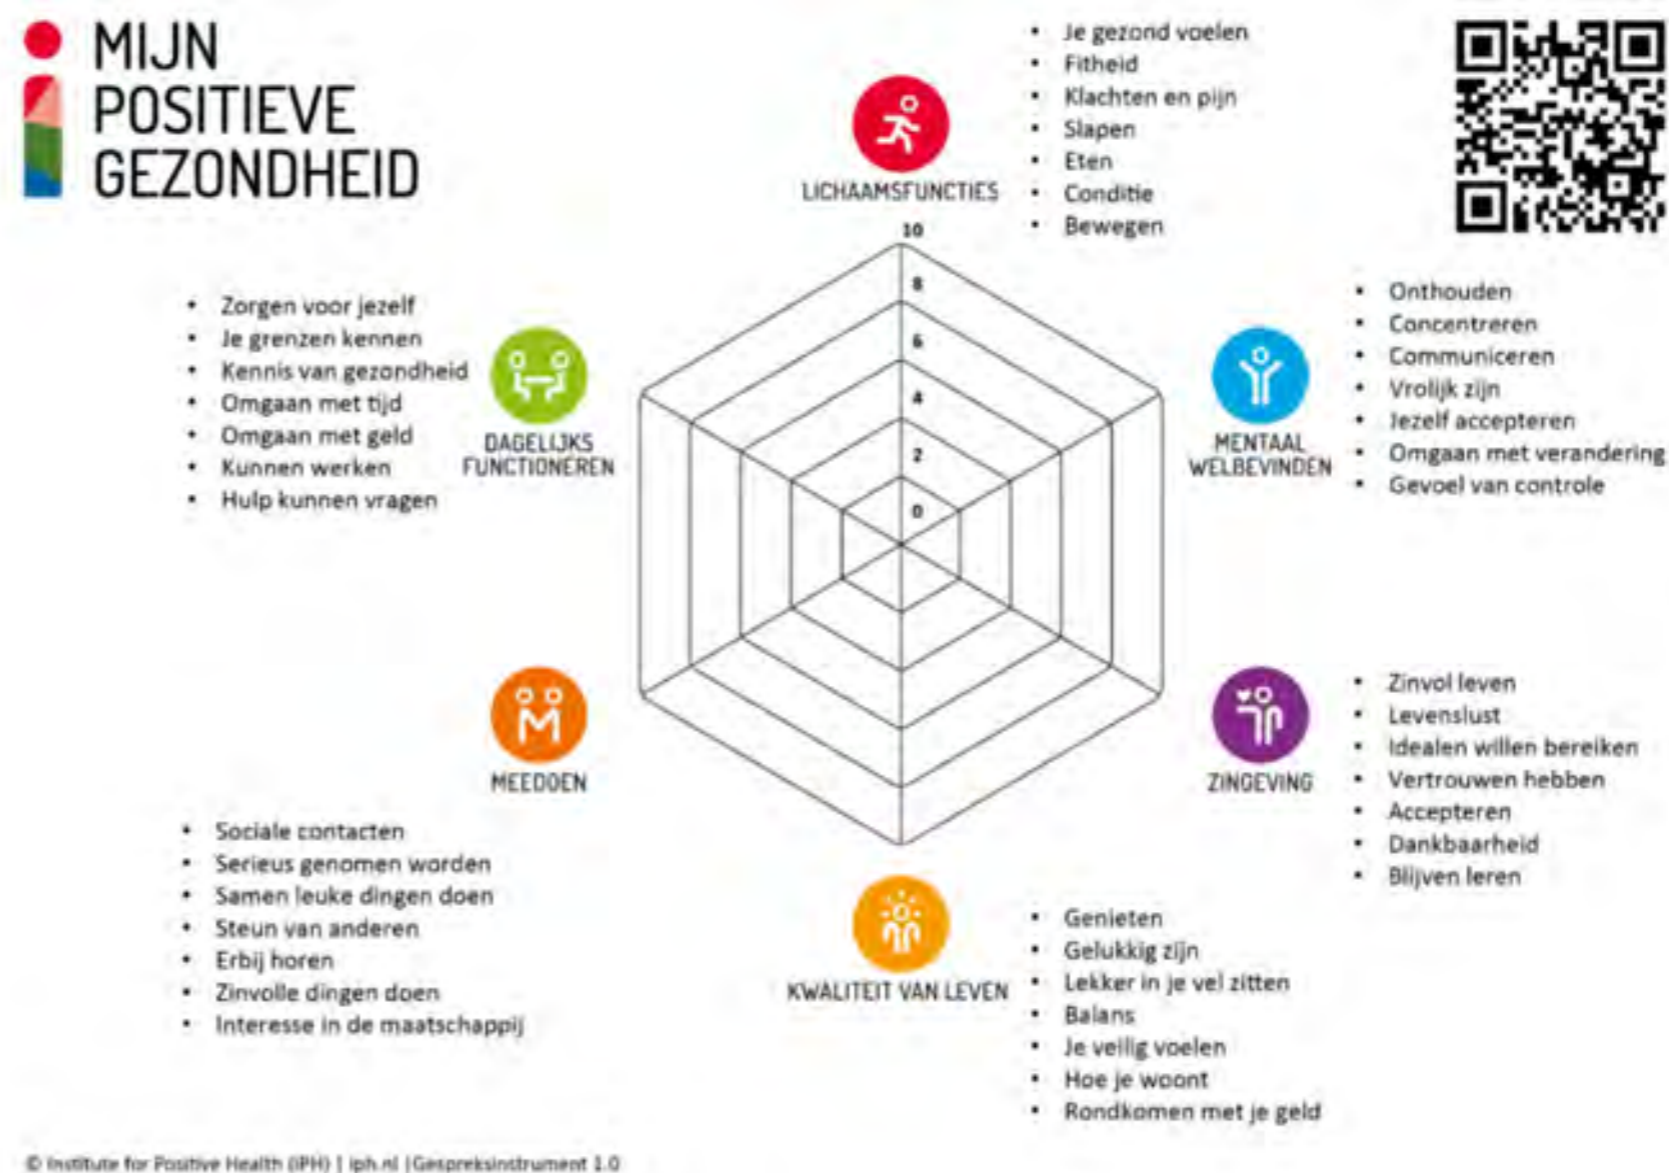 MIJN
POSITIEVE
GEZONDHEID
• Je gezond voelen
• Fitheid
• Klachten en pijn
• Slapen
• Eten
• Conditie
• Bewegen
LICHAAMSFUNCTIES
10
8
6
4
2
0
• Onthouden
• Concentreren
• Communiceren
• Vrolijk zijn
• Jezelf accepteren
• Omgaan met verandering
• Gevoel van controle
MENTAAL
WELBEVINDEN
• Zinvol leven
• Levenslust
• Idealen willen bereiken
• Vertrouwen hebben
• Accepteren
• Dankbaarheid
• Blijven leren
ZINGEVING
• Genieten
• Gelukkig zijn
• Lekker in je vel zitten
• Balans
• Je veilig voelen
• Hoe je woont
• Rondkomen met je geld
KWALITEIT VAN LEVEN
MEEDOEN
• Sociale contacten
• Serieus genomen worden
• Samen leuke dingen doen
• Steun van anderen
• Erbij horen
• Zinvolle dingen doen
• Interesse in de maatschappij
• Zorgen voor jezelf
• Je grenzen kennen
• Kennis van gezondheid
• Omgaan met tijd
• Omgaan met geld
• Kunnen werken
• Hulp kunnen vragen
DAGELIJKS
FUNCTIONEREN
© Institute for Positive Health (IPH) | iph.nl |Gespreksinstrument 1.0